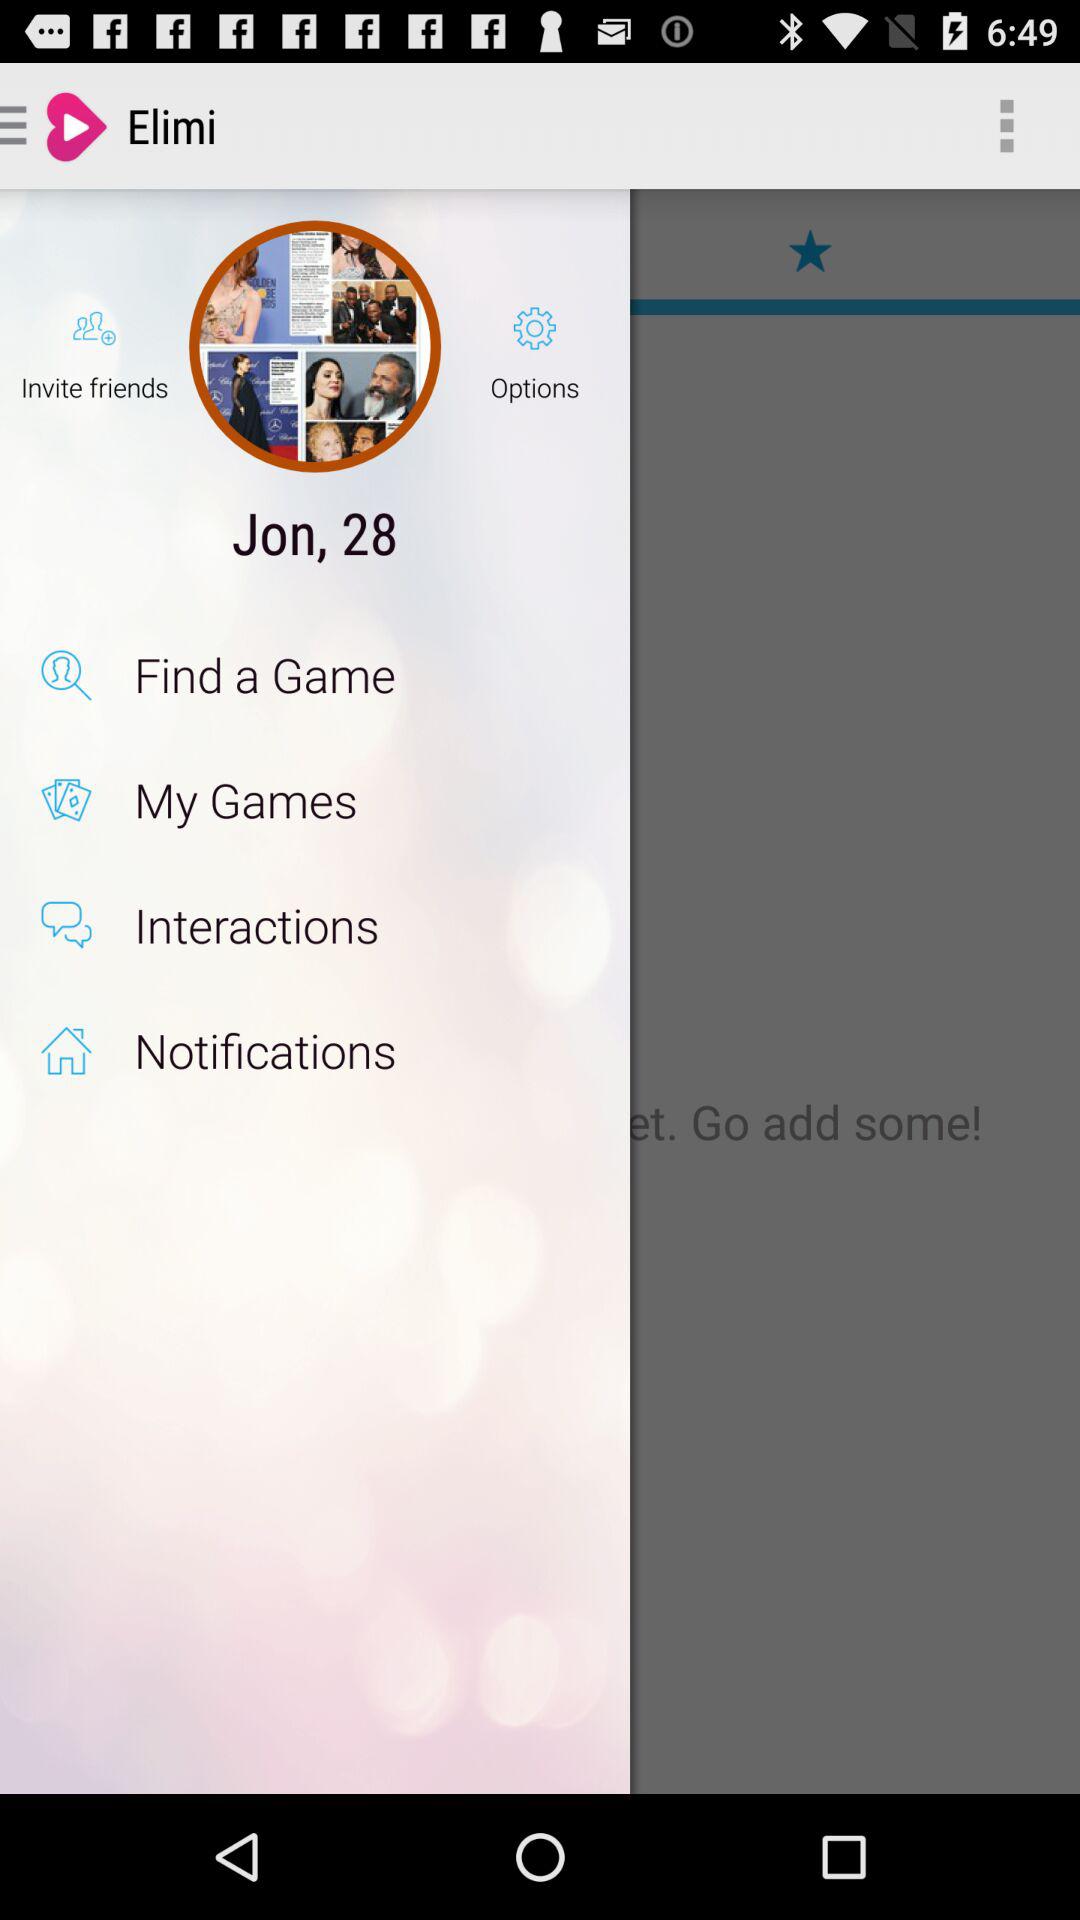 6:49
Elimi
Invite friends
Options
Jon, 28
Find a Game
My Games
Interactions
Notifications
et. Go add some!